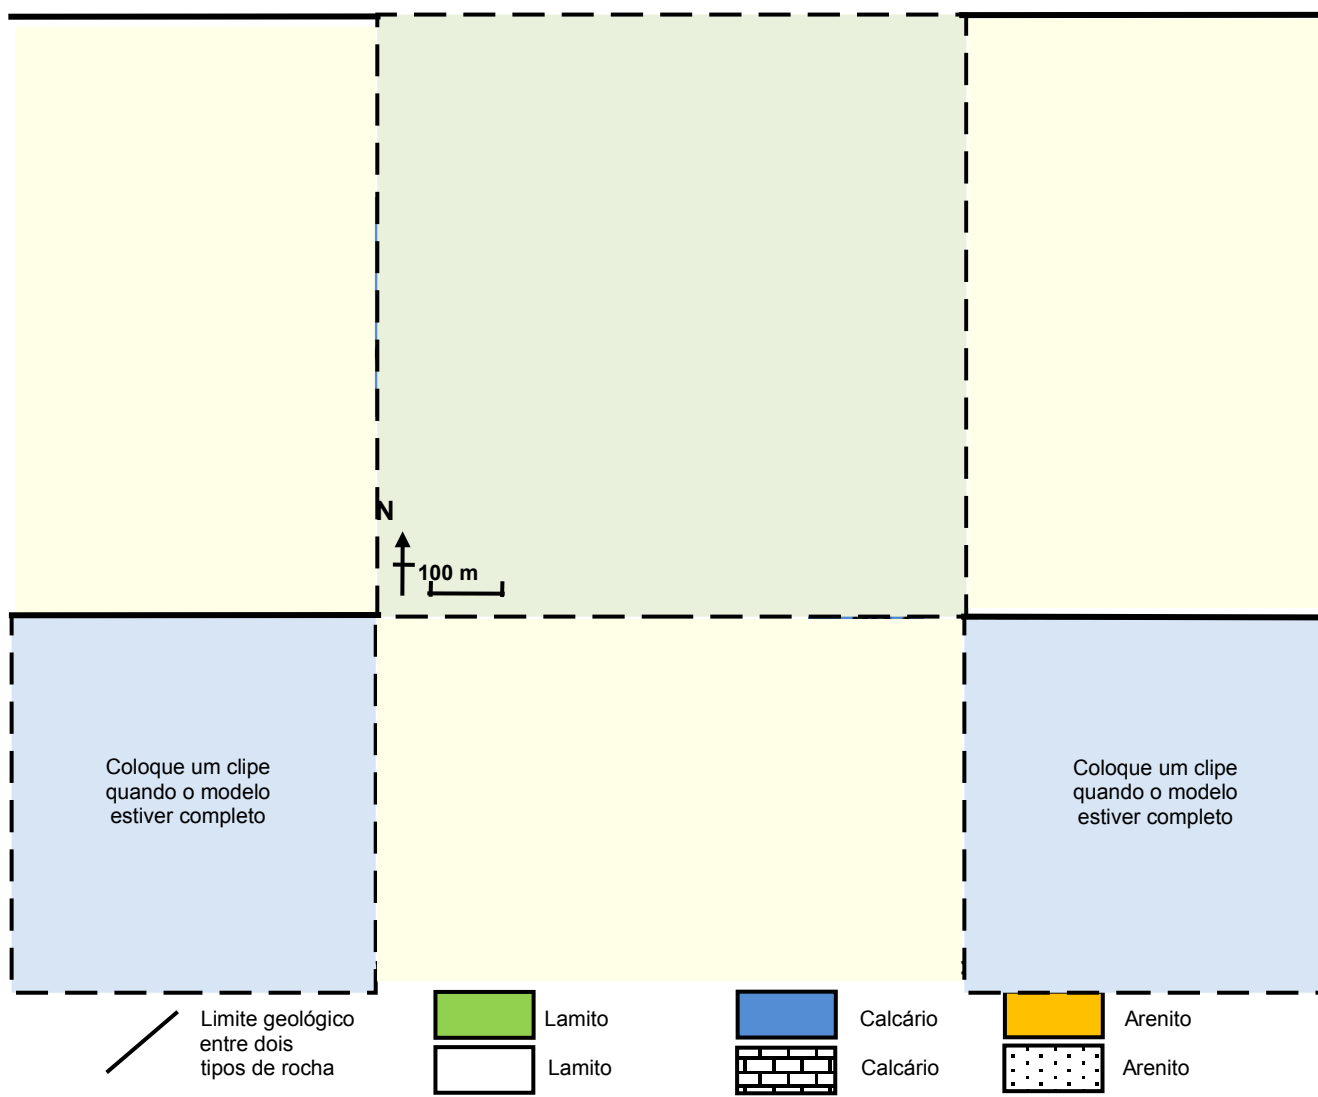 N
100 m
Coloque um clipe
quando o modelo
estiver completo
Coloque um clipe
quando o modelo
estiver completo
Limite geológico
entre dois
tipos de rocha
Lamito
Calcário
Arenito
Lamito
Calcário
Arenito